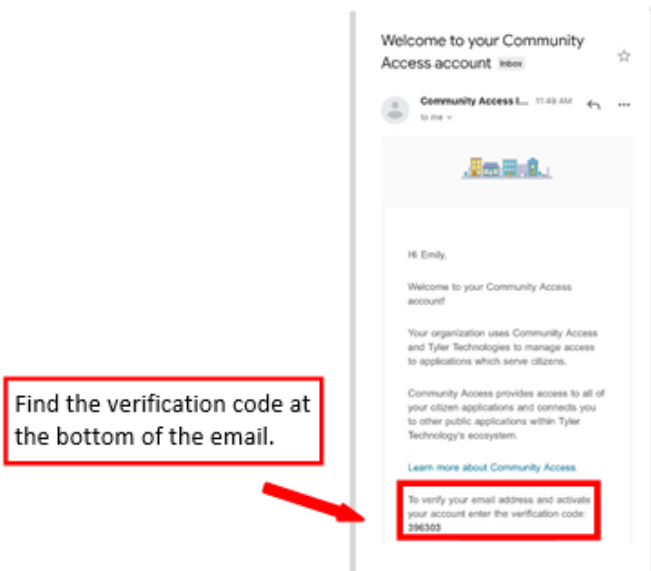 Welcome to your Community
Access account Inbox
Community Access I... 11:49 AM
to me
Hi Emily,
Welcome to your Community Access
account!
Your organization uses Community Access
and Tyler Technologies to manage access
to applications which serve citizens.
Community Access provides access to all of
your citizen applications and connects you
to other public applications within Tyler
Technology's ecosystem.
Learn more about Community Access.
Find the verification code at
the bottom of the email.
To verify your email address and activate
your account enter the verification code:
396303